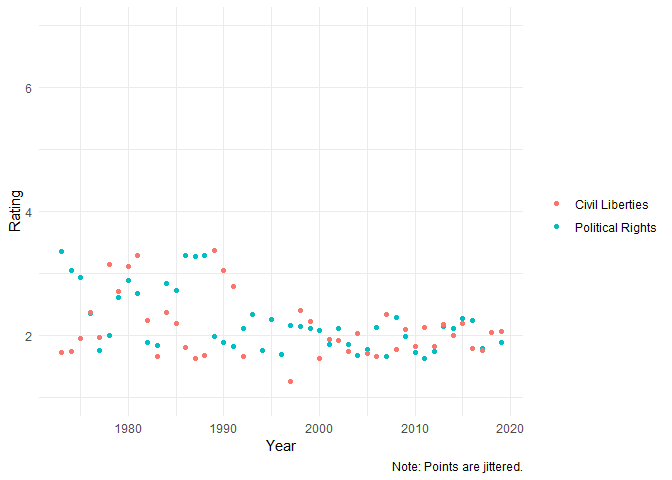 6
4
2
Rating
1980 1990 2000 2010 2020
Year
Civil Liberties
Political Rights
Note: Points are jittered.